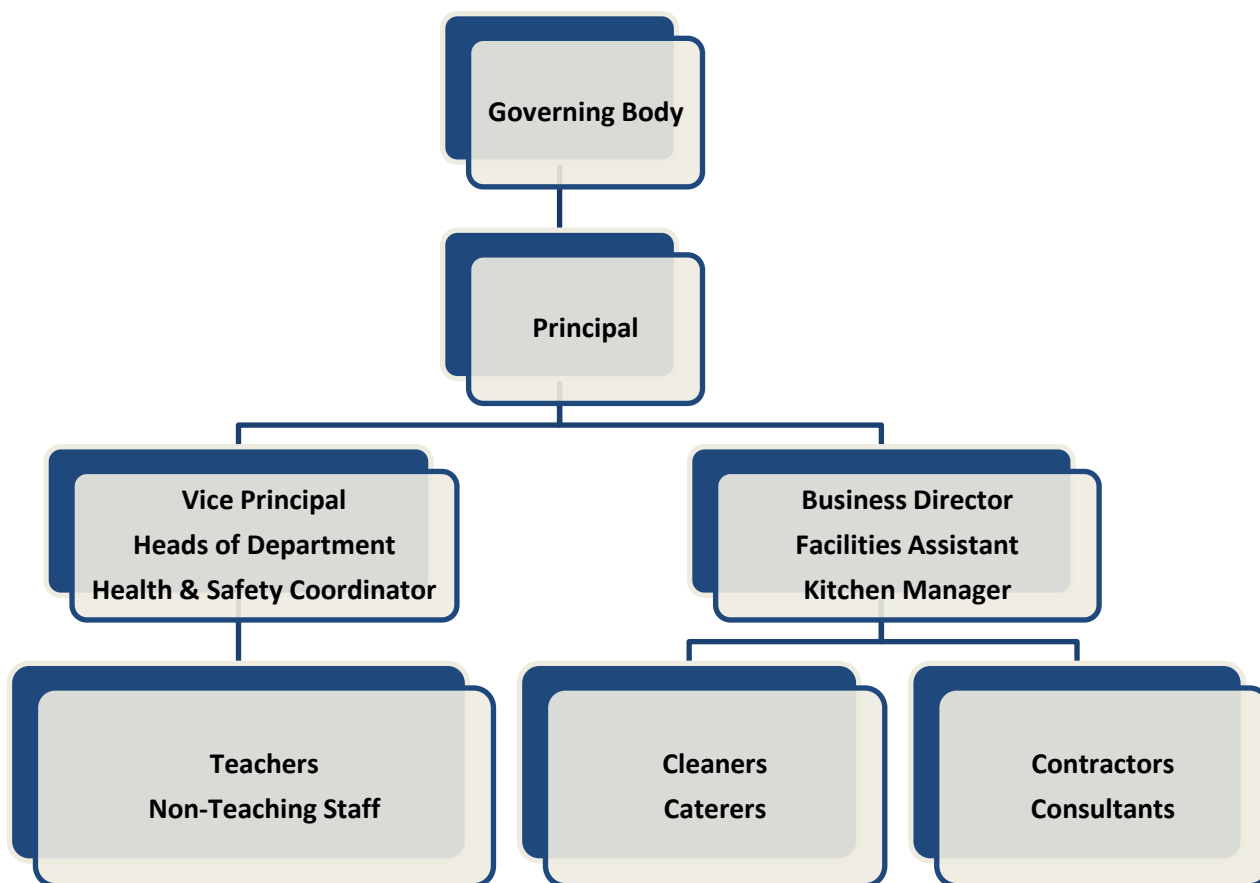 Governing Body
Principal
Vice Principal
Heads of Department
Health & Safety Coordinator
Business Director
Facilities Assistant
Kitchen Manager
Teachers
Non-Teaching Staff
Cleaners
Caterers
Contractors
Consultants